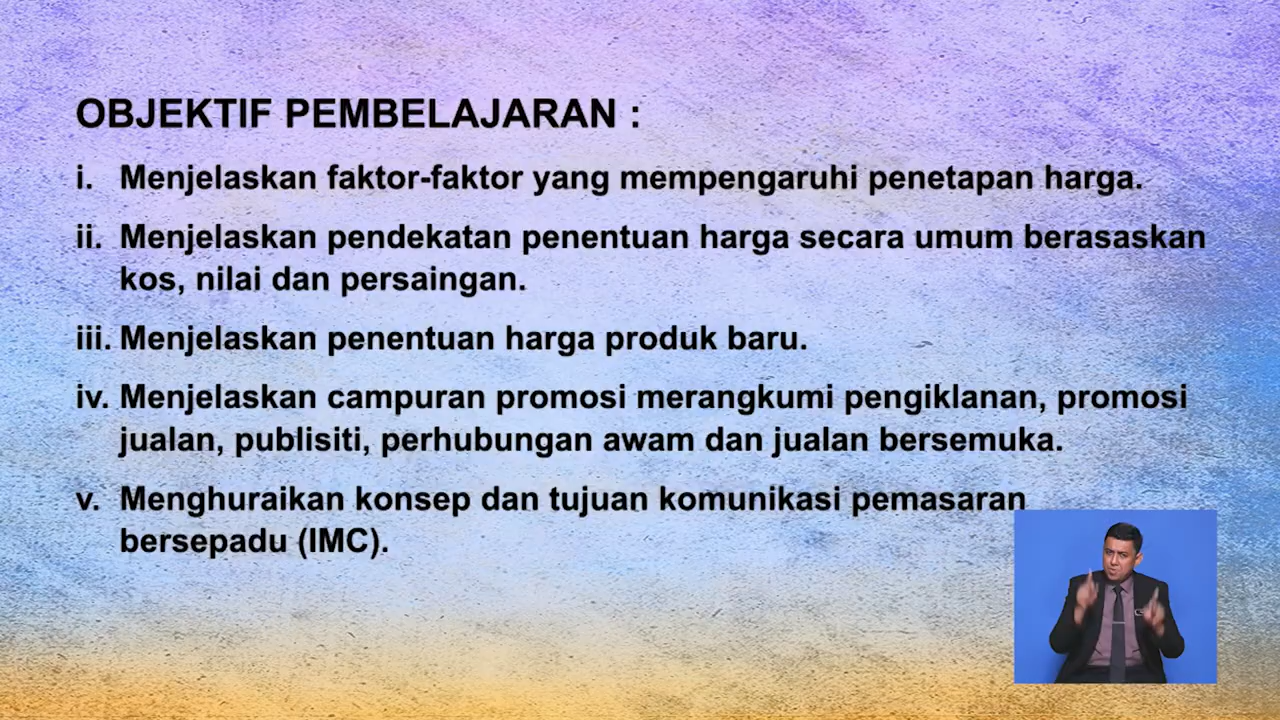 OBJEKTIF PEMBELAJARAN :
i. Menjelaskan faktor-faktor yang mempengaruhi penetapan harga.
ii. Menjelaskan pendekatan penentuan harga secara umum berasaskan
kos, nilai dan persaingan.
iii. Menjelaskan penentuan harga produk baru.
iv. Menjelaskan campuran promosi merangkumi pengiklanan, promosi
jualan, publisiti, perhubungan awam dan jualan bersemuka.
v. Menghuraikan konsep dan tujuan komunikasi pemasaran
bersepadu (IMC).